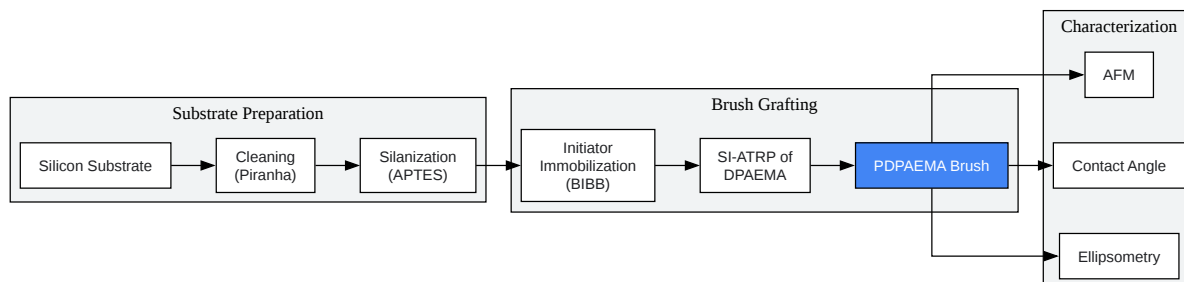 Substrate Preparation
Silicon Substrate
Cleaning
(Piranha)
Silanization
(APTES)
Brush Grafting
Initiator
Immobilization
(BIBB)
SI-ATRP of
DPAEMA
PDPAEMA Brush
Characterization
AFM
Contact Angle
Ellipsometry